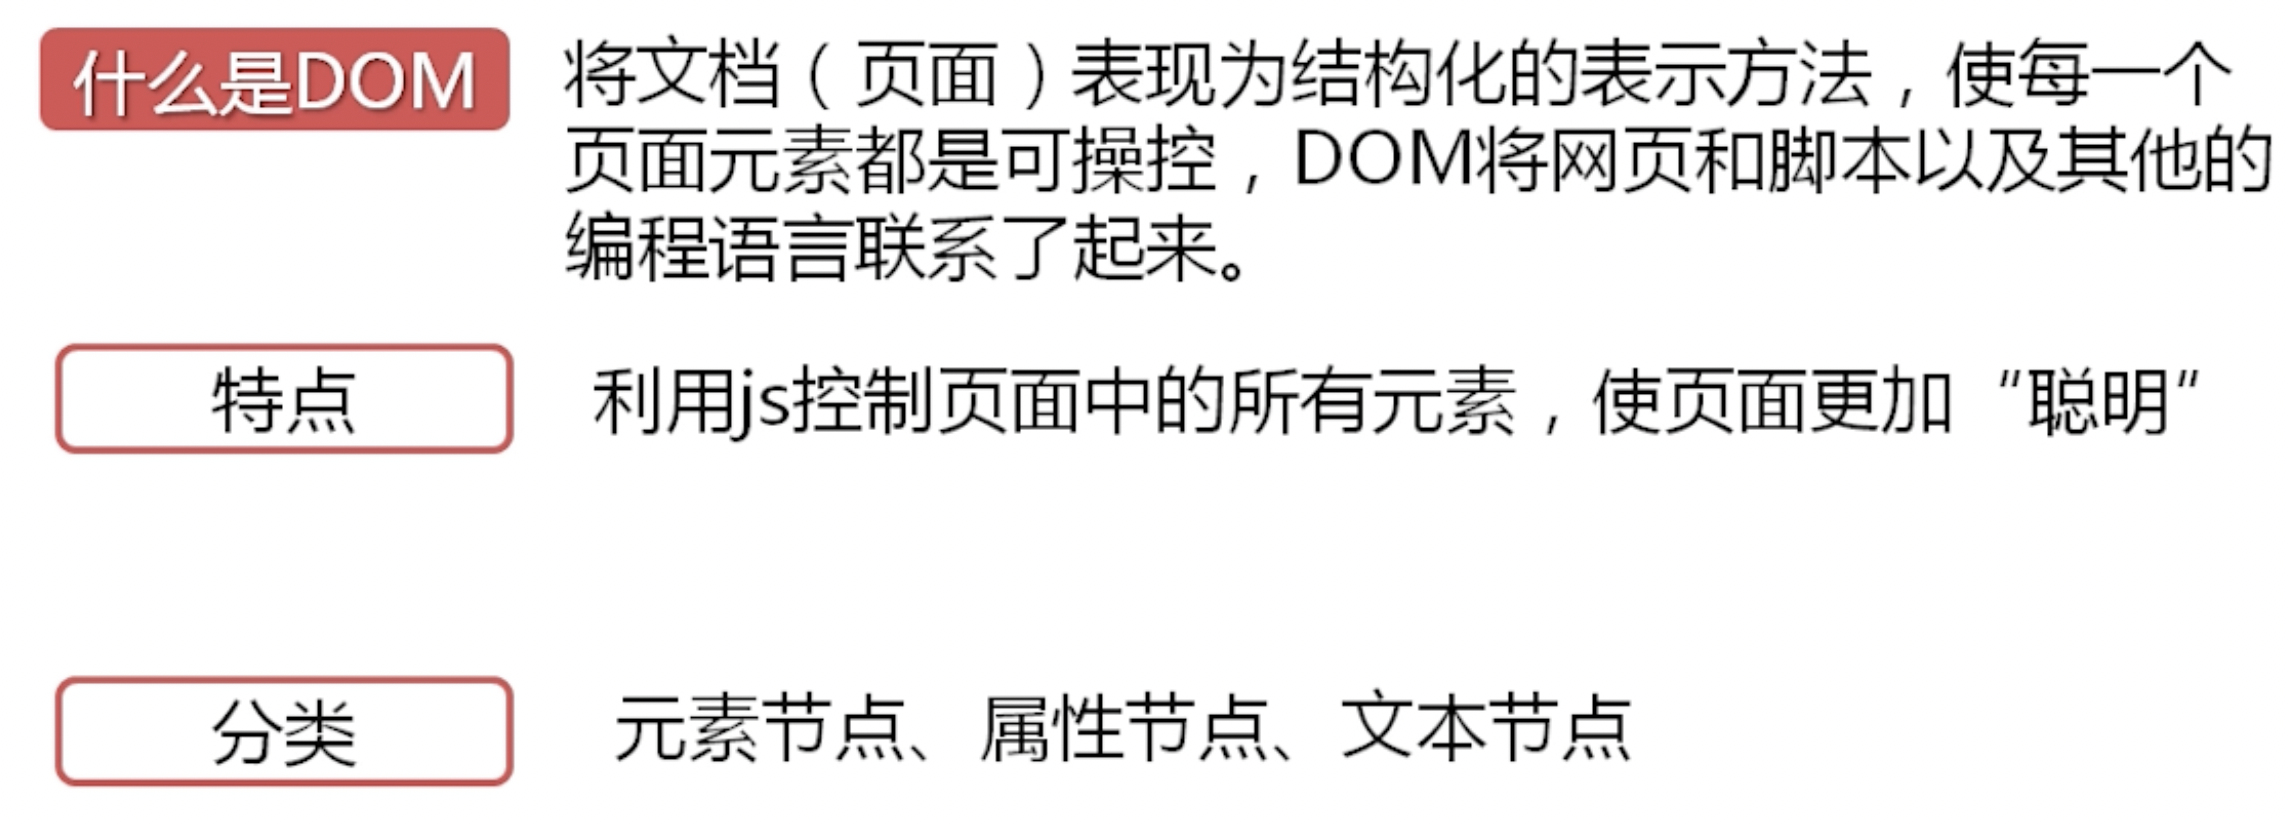 什么是DOM
将文档（页面）表现为结构化的表示方法，使每一个
页面元素都是可操控，DOM将网页和脚本以及其他的
编程语言联系了起来。
特点
利用js控制页面中的所有元素，使页面更加“聪明”
分类
元素节点、属性节点、文本节点